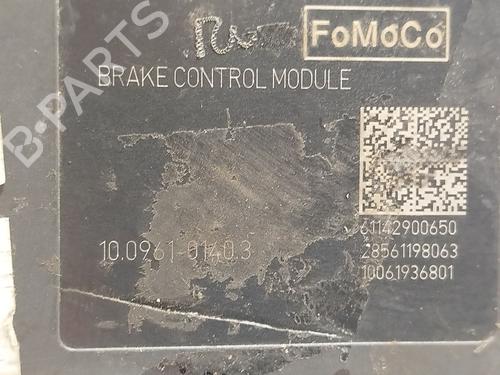 FoMoCo
BRAKE CONTROL MODULE
B-PARTS
61142900650
10.0961-0140.3
28561198063
10061936801